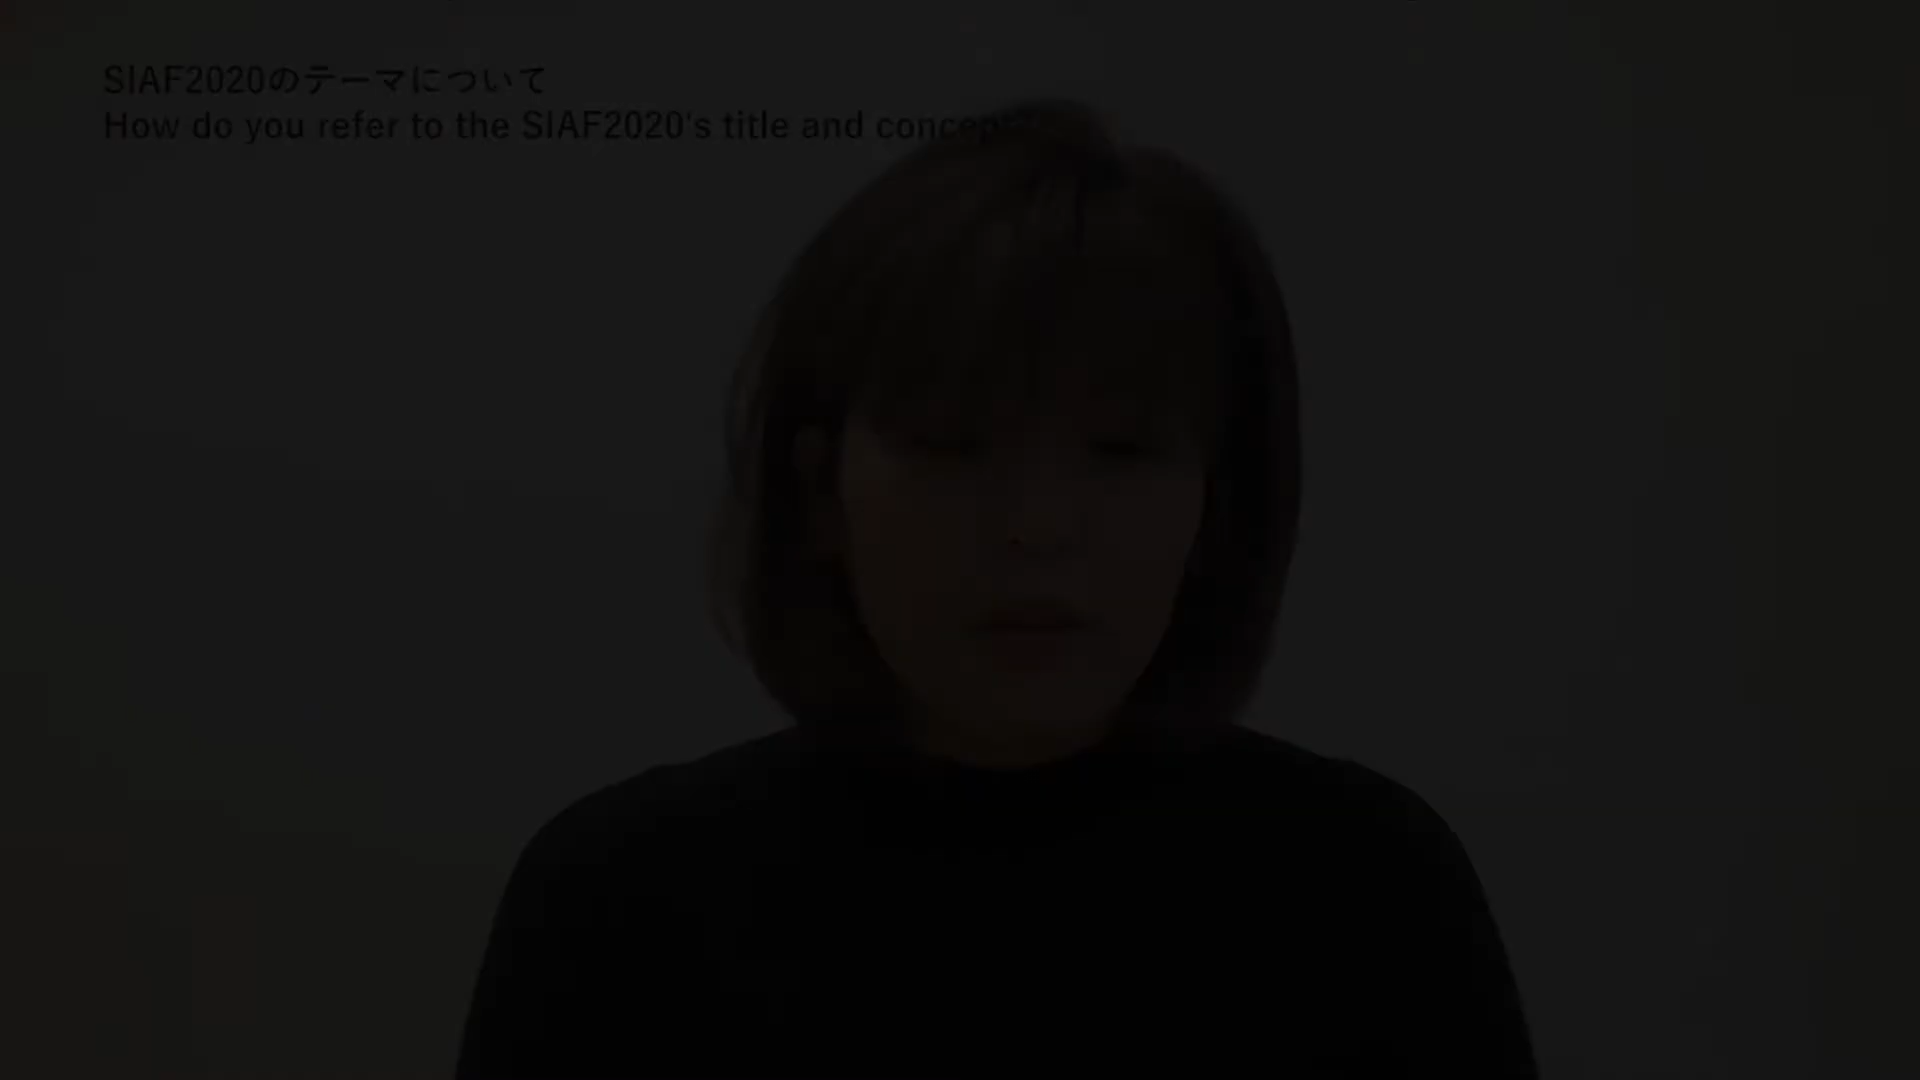 SIAF2020のテーマについて
How do you refer to the SIAF2020's title and concept?